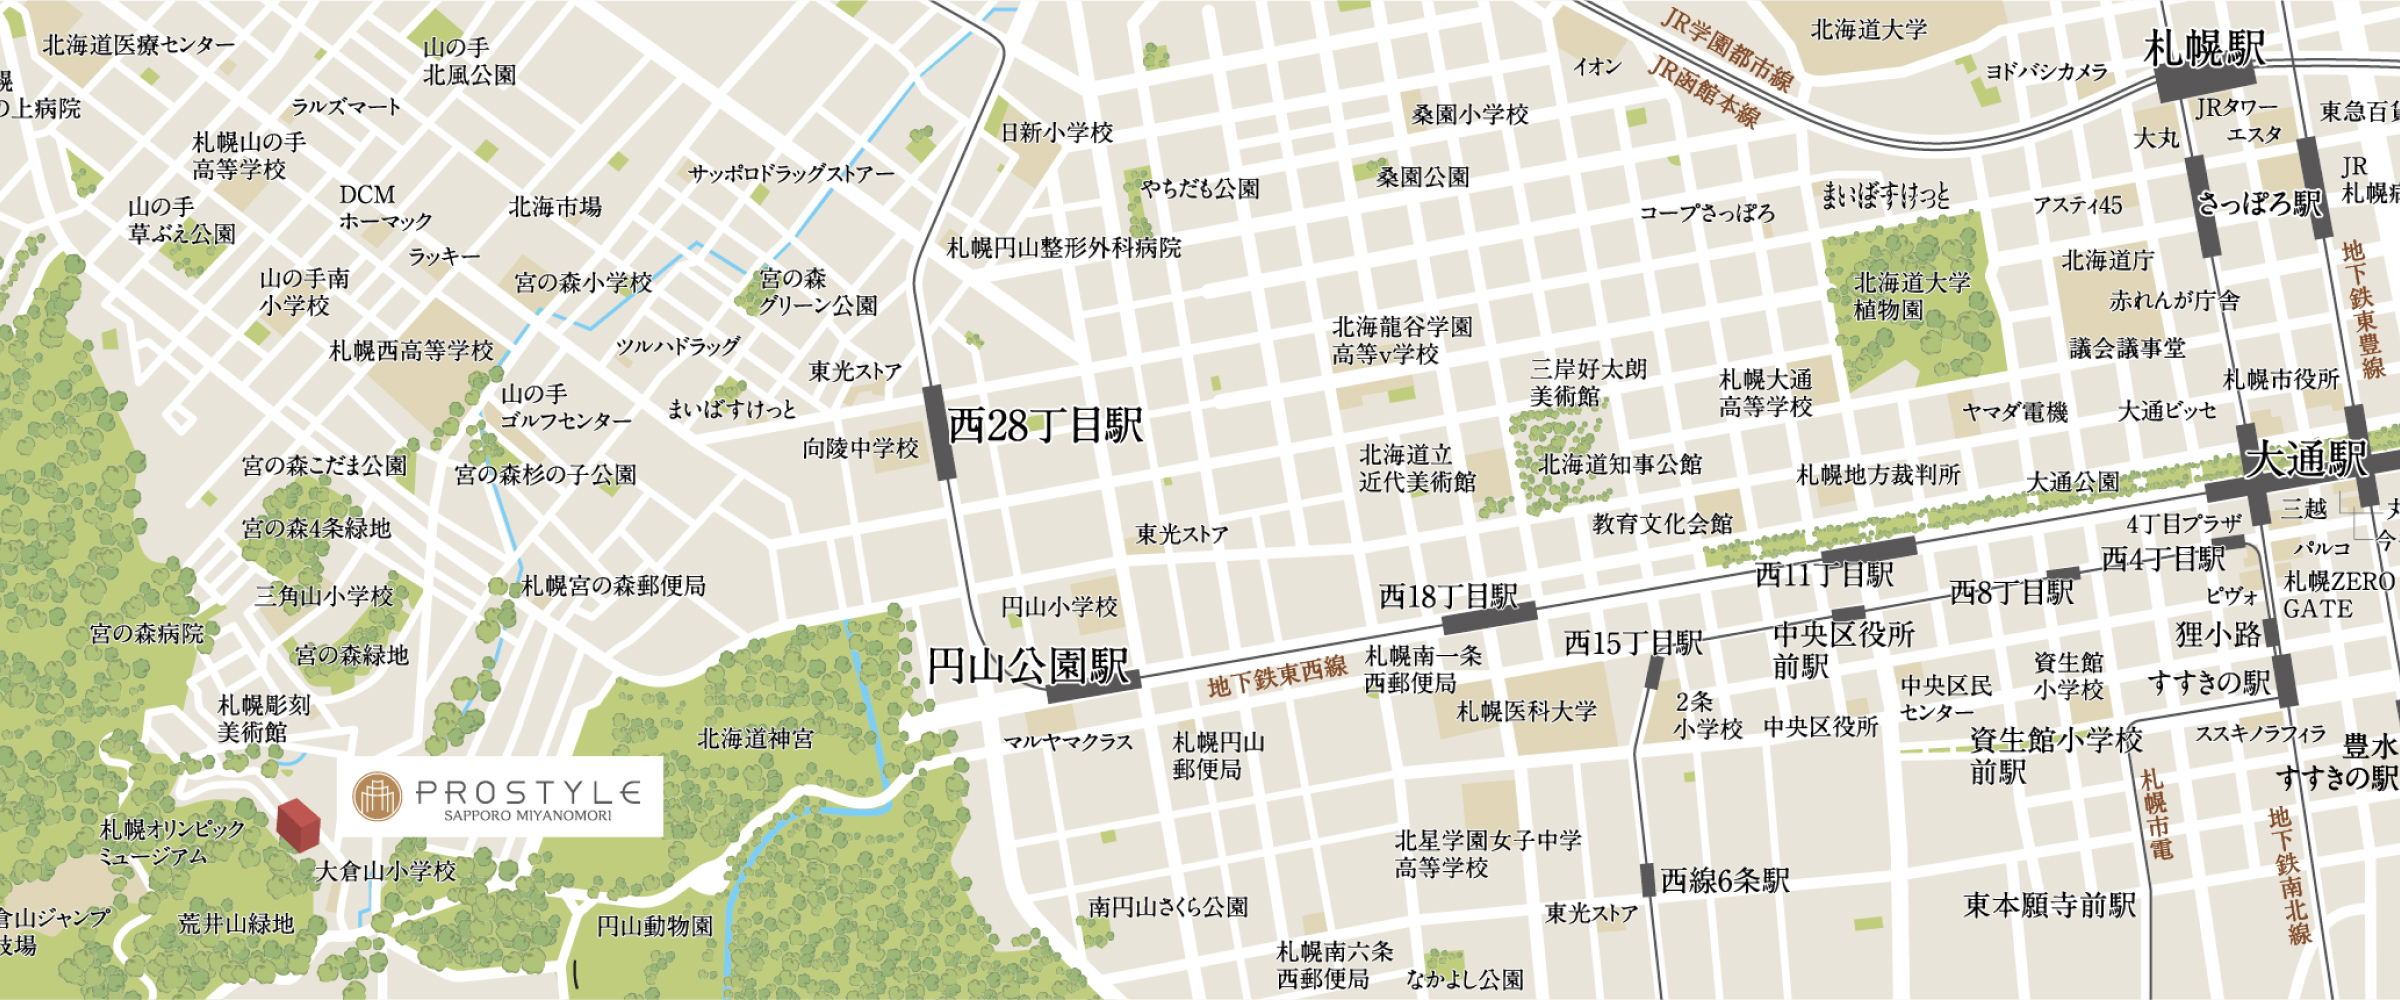 北海道医療センター
幌
の上病院
山の手
北風公園
ラルズマート
札幌山の手
高等学校
DCM
ホーマック
山の手
草ぶえ公園
北海市場
ラッキー
山の手南
小学校
宮の森小学校
サッポロドラッグストアー
宮の森
グリーン公園
札幌西高等学校
ツルハドラッグ
東光ストア
山の手
ゴルフセンター
まいばすけっと
向陵中学校
宮の森こだま公園
宮の森杉の子公園
宮の森4条緑地
三角山小学校
札幌宮の森郵便局
宮の森病院
宮の森緑地
札幌彫刻
美術館
北海道神宮
PROSTYLE
SAPPORO MIYANOMORI
札幌オリンピック
ミュージアム
大倉山小学校
倉山ジャンプ
技場
荒井山緑地
円山動物園
日新小学校
やちだも公園
札幌円山整形外科病院
西28丁目駅
東光ストア
円山小学校
円山公園駅
地下鉄東西線
マルヤマクラス
札幌円山
郵便局
南円山さくら公園
札幌南六条
西郵便局
なかよし公園
北星学園女子中学
高等学校
東光ストア
西線6条駅
札幌南一条
西郵便局
札幌医科大学
西18丁目駅
西15丁目駅
2条
小学校
中央区役所
中央区役所
前駅
西11丁目駅
西8丁目駅
西4丁目駅
中央区民
センター
資生館
小学校
資生館小学校
前駅
東本願寺前駅
札幌市電
JR学園都市線
JR函館本線
イオン
桑園小学校
桑園公園
コープさっぽろ
まいばすけっと
北海道大学
ヨドバシカメラ
札幌駅
JRタワー
エスタ
大丸
東急百貨
JR
札幌病
さっぽろ駅
アスティ45
北海道庁
赤れんが庁舎
議会議事堂
札幌市役所
地下鉄東豊線
北海道大学
植物園
北海龍谷学園
高等v学校
三岸好太朗
美術館
札幌大通
高等学校
ヤマダ電機
大通ビッセ
大通駅
北海道立
近代美術館
北海道知事公館
札幌地方裁判所
大通公園
教育文化会館
4丁目プラザ
三越
パルコ
今
ピヴォ
札幌ZERO
GATE
狸小路
すすきの駅
ススキノラフィラ
豊水
すすきの駅
地下鉄南北線